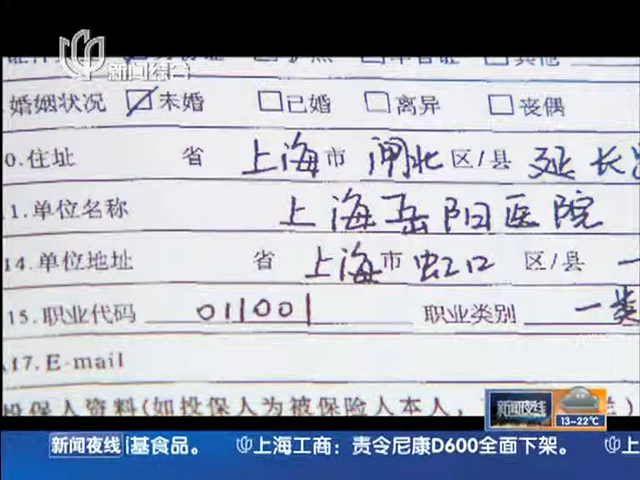 新闻综合
婚姻状况 未婚 已婚 离异 丧偶
0.住址 省 上海市 闸北区/县 延长
1.单位名称 上海岳阳医院
14.单位地址 省 上海市 虹口 区/县 一
15.职业代码 011001 职业类别 一类
17.E-mail
投保人资料(如投保人为被保险人本人,
新闻夜线 13-22℃
新闻夜线 基食品。 上海工商：责令尼康D600全面下架。 上